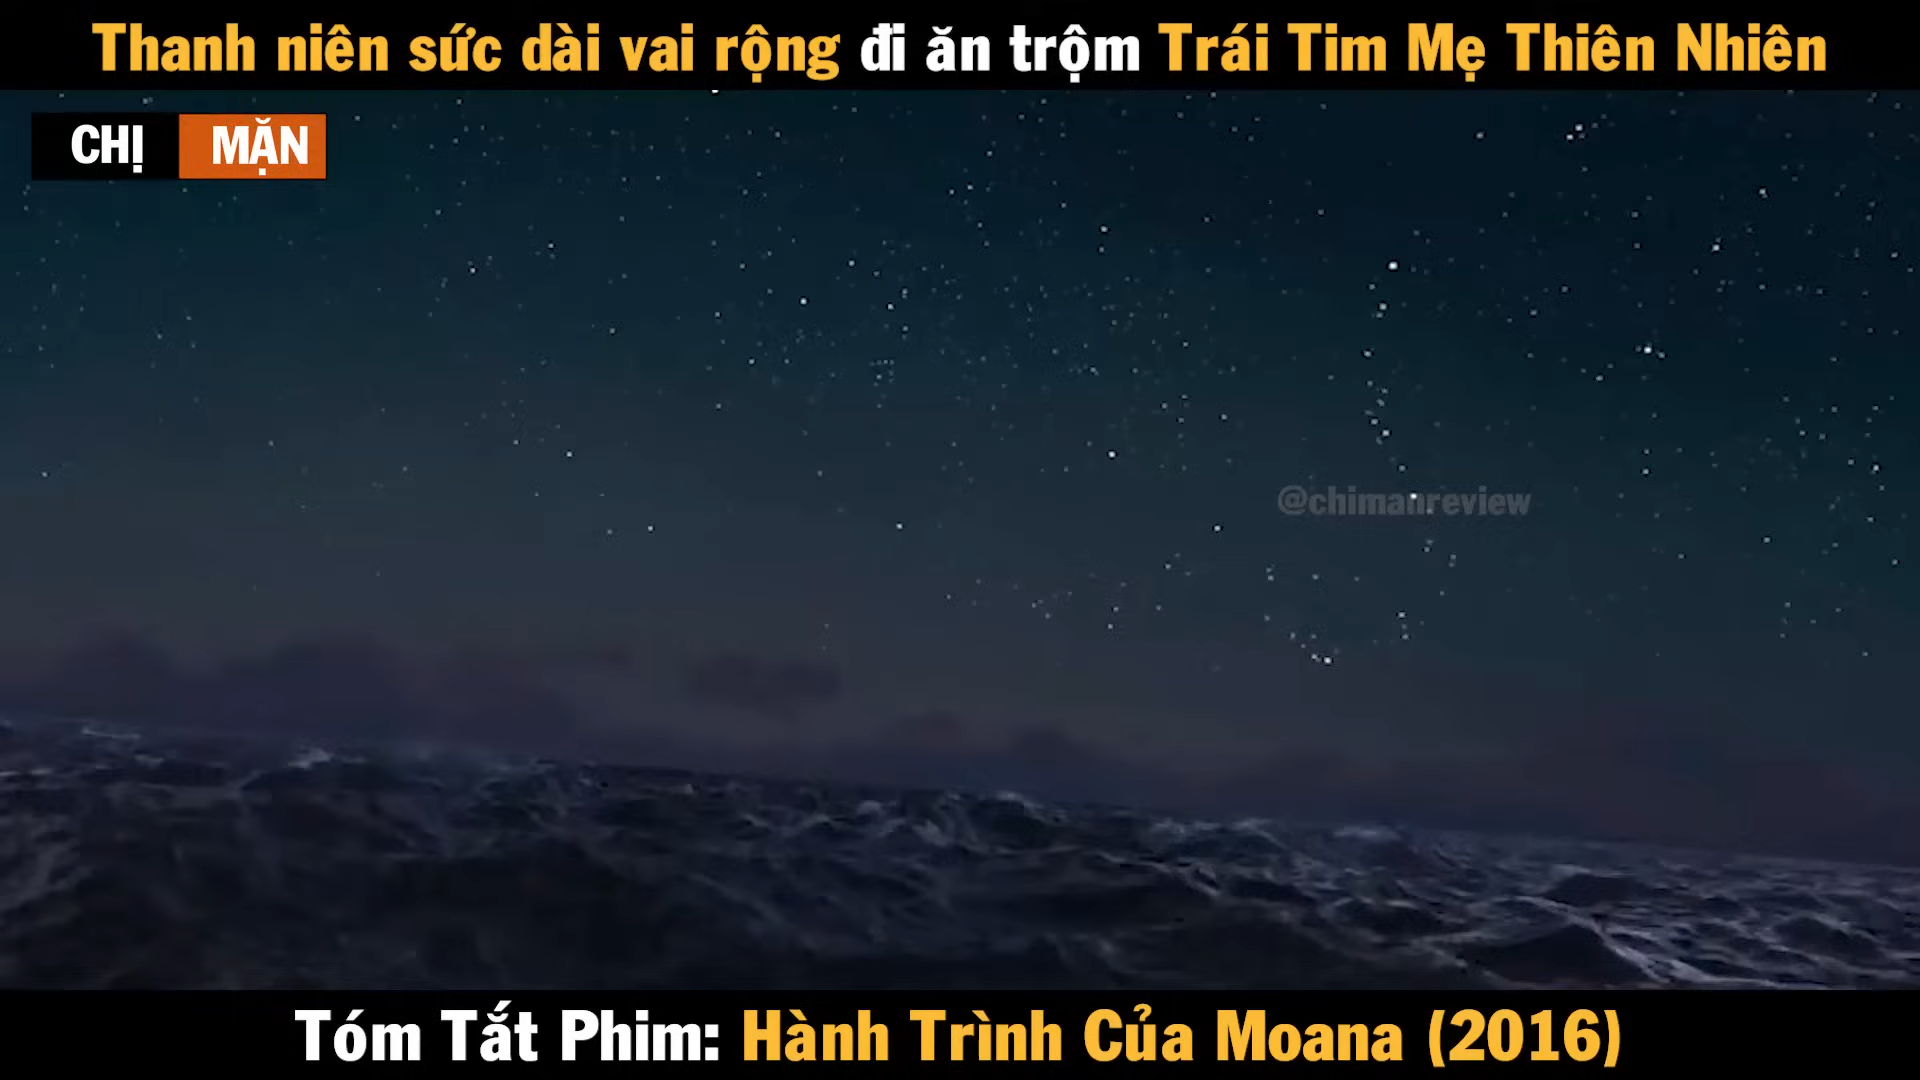 Thanh niên sức dài vai rộng đi ăn trộm Trái Tim Mẹ Thiên Nhiên
CHỊ MẶN
@chimanreview
Tóm Tắt Phim: Hành Trình Của Moana (2016)